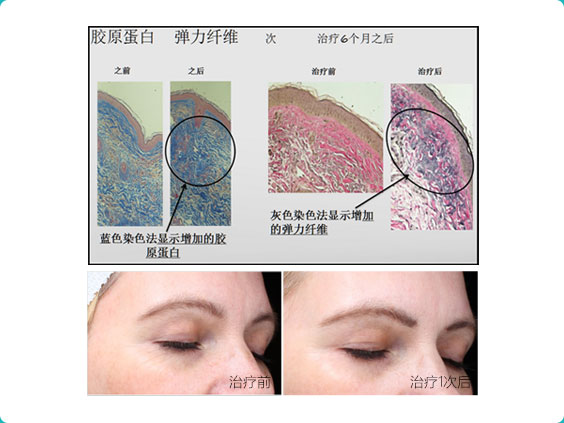 胶原蛋白 弹力纤维 次 治疗6个月之后
之前 之后 治疗前 治疗后
蓝色染色法显示增加的胶
原蛋白
灰色染色法显示增加
的弹力纤维
治疗前 治疗1次后